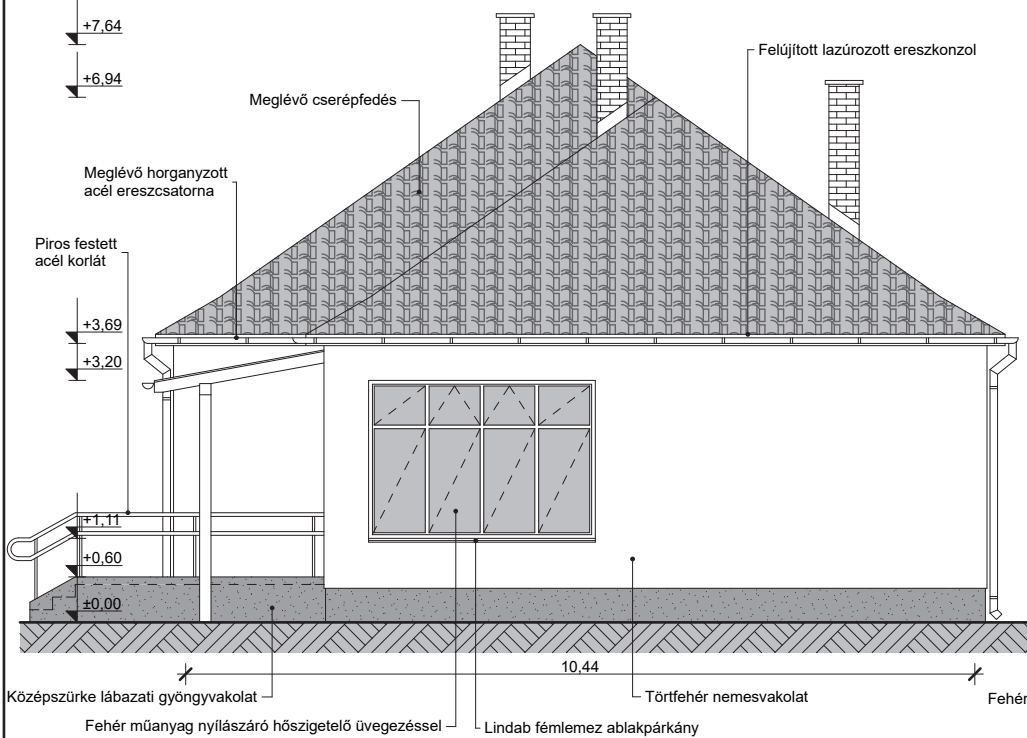 +7,64
Felújított lazúrozott ereszkonzol
+6,94
Meglévő cserépfedés
Meglévő horganyzott
acél ereszcsatorna
Piros festett
acél korlát
+3,69
+3,20
+1,11
+0,60
±0,00
10,44
Középszürke lábazati gyöngyvakolat
Törtfehér nemesvakolat
Fehér
Fehér műanyag nyílászáró hőszigetelő üvegezéssel
Lindab fémlemez ablakpárkány